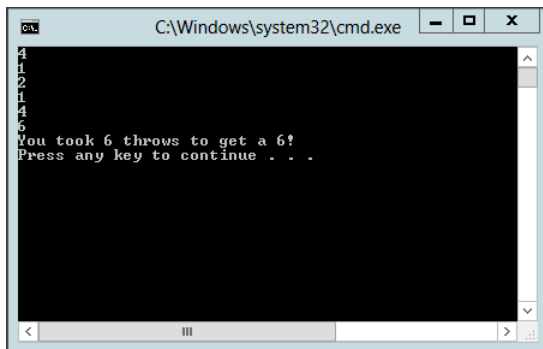 C:\Windows\system32\cmd.exe
4
1
2
1
4
6
You took 6 throws to get a 6!
Press any key to continue . . .